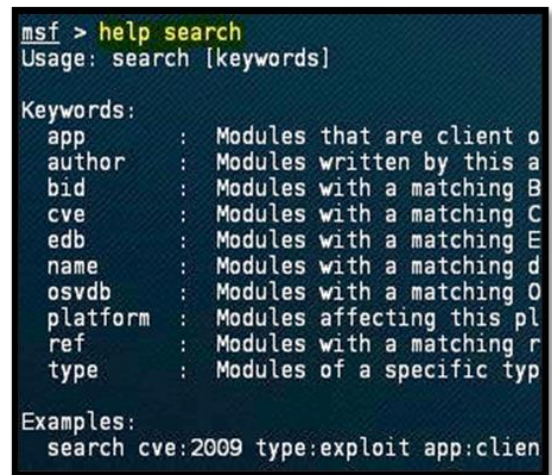 msf > help search
Usage: search [keywords]
Keywords:
app : Modules that are client o
author : Modules written by this a
bid : Modules with a matching B
cve : Modules with a matching C
edb : Modules with a matching E
name : Modules with a matching d
osvdb : Modules with a matching O
platform : Modules affecting this pl
ref : Modules with a matching r
type : Modules of a specific typ
Examples:
search cve:2009 type:exploit app:clien